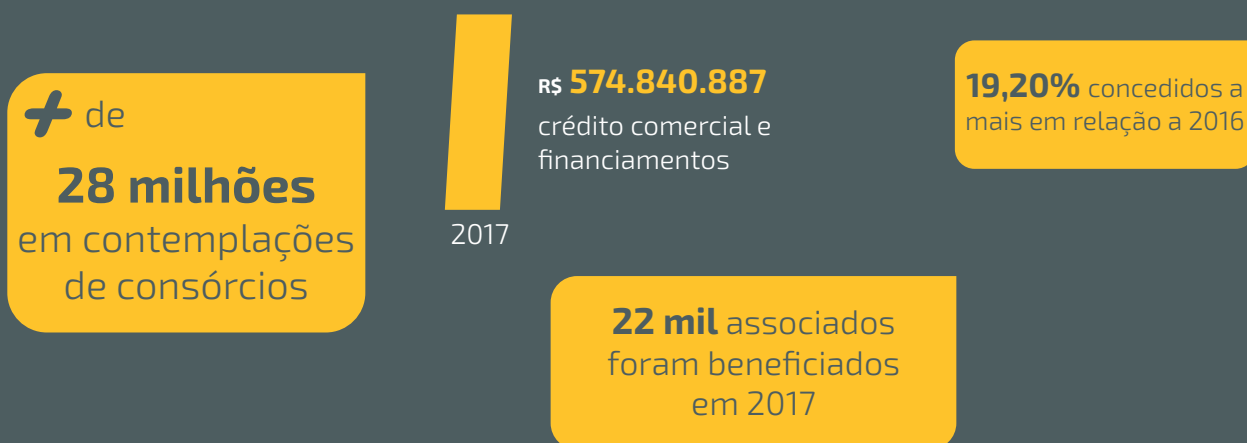 + de
28 milhões
em contemplações
de consórcios
R$ 574.840.887
crédito comercial e
financiamentos
2017
19,20% concedidos a
mais em relação a 2016
22 mil associados
foram beneficiados
em 2017